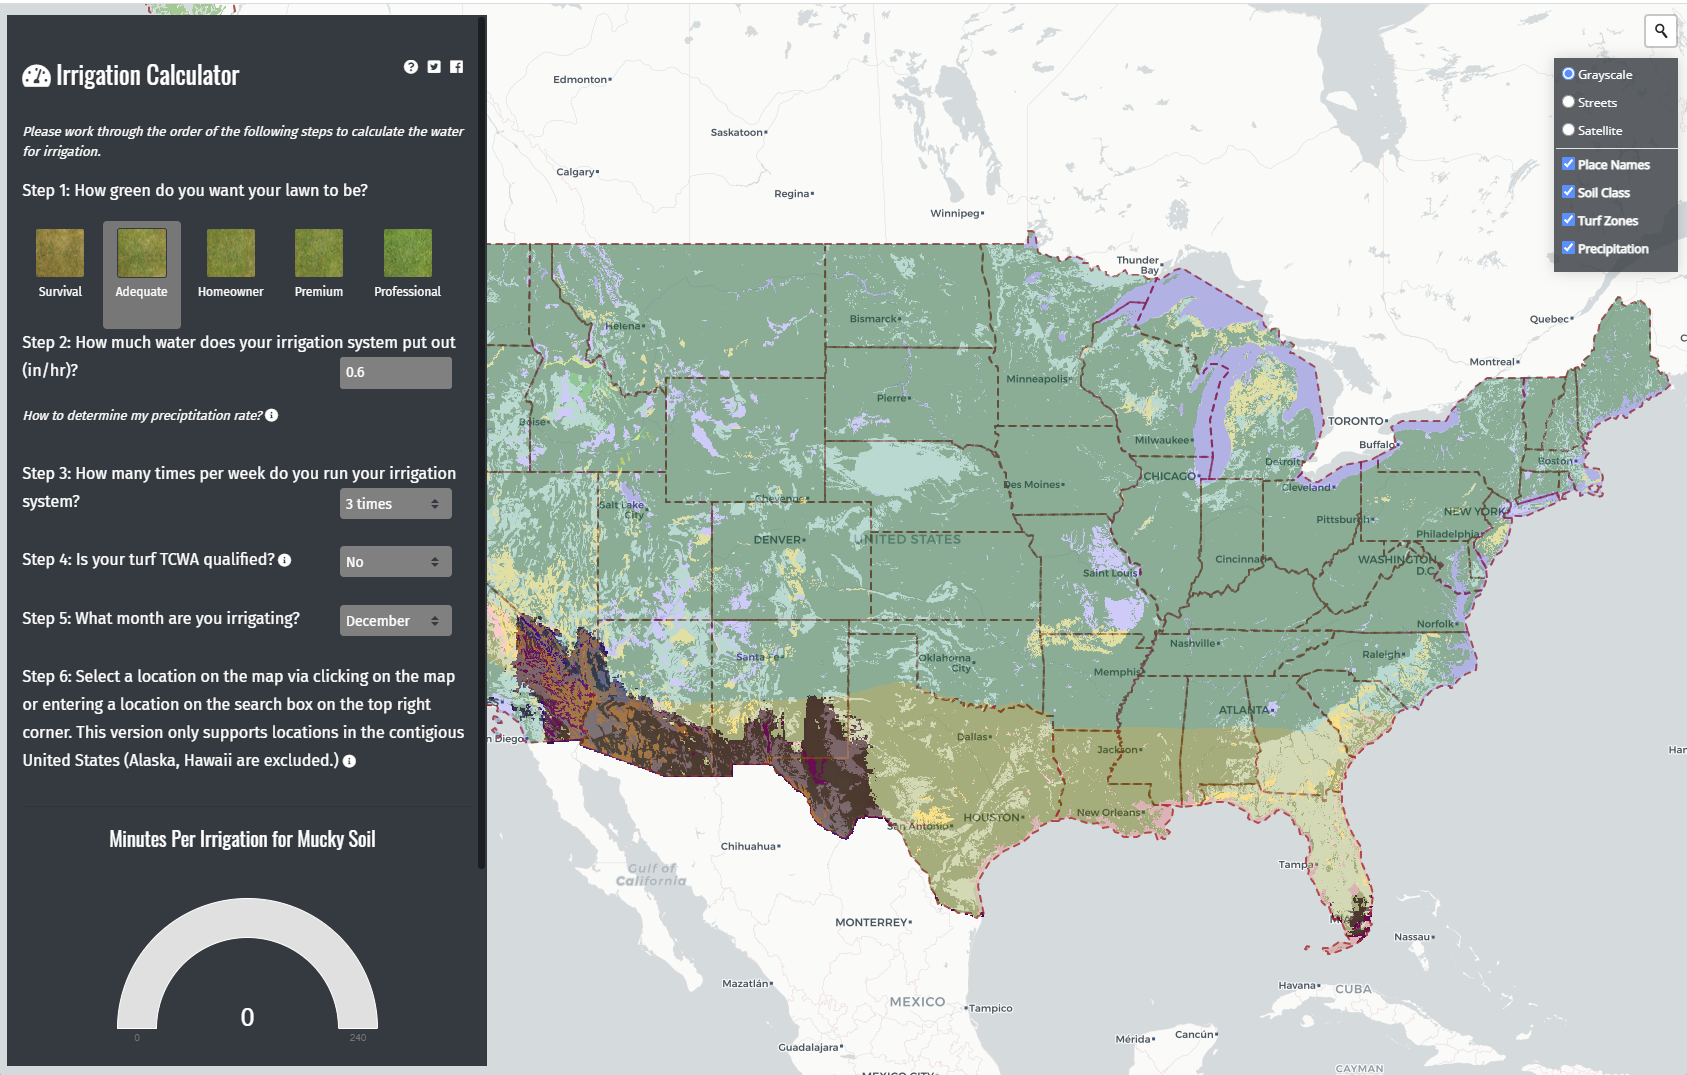 Irrigation Calculator
Please work through the order of the following steps to calculate the water
for irrigation.
Step 1: How green do you want your lawn to be?
Survival
Adequate
Homeowner
Premium
Professional
Step 2: How much water does your irrigation system put out
(in/hr)?
0.6
How to determine my preciptitation rate?
Step 3: How many times per week do you run your irrigation
system?
3 times
Step 4: Is your turf TCWA qualified?
No
Step 5: What month are you irrigating?
December
Step 6: Select a location on the map via clicking on the map
or entering a location on the search box on the top right
corner. This version only supports locations in the contigious
United States (Alaska, Hawaii are excluded.)
Minutes Per Irrigation for Mucky Soil
0
0
240
Grayscale
Streets
Satellite
Place Names
Soil Class
Turf Zones
Precipitation
Edmonton
Saskatoon
Calgary
Regina
Winnipeg
Thunder
Bay
Quebec
Montreal
Helena
Bismarck
Minneapolis
Pierre
Boise
TORONTO
Buffalo
Milwaukee
CHICAGO
Detroit
Boston
Cleveland
Des Moines
Cheyenne
Salt Lake
City
NEW YORK
Pittsburgh
Philadelphia
DENVER
UNITED STATES
Cincinnati
WASHINGTON,
D.C.
Saint Louis
Norfolk
Nashville
Santa Fe
Oklahoma
City
Raleigh
Memphis
ATLANTA
n Diego
Dallas
Jackson
Han
San Antonio
HOUSTON
New Orleans
Chihuahua
Gulf of
California
Tampa
MONTERREY
Nassau
Mazatlán
Havana
CUBA
MEXICO
Tampico
Mérida
Cancún
Guadalajara
MEXICO CITY
CAYMAN